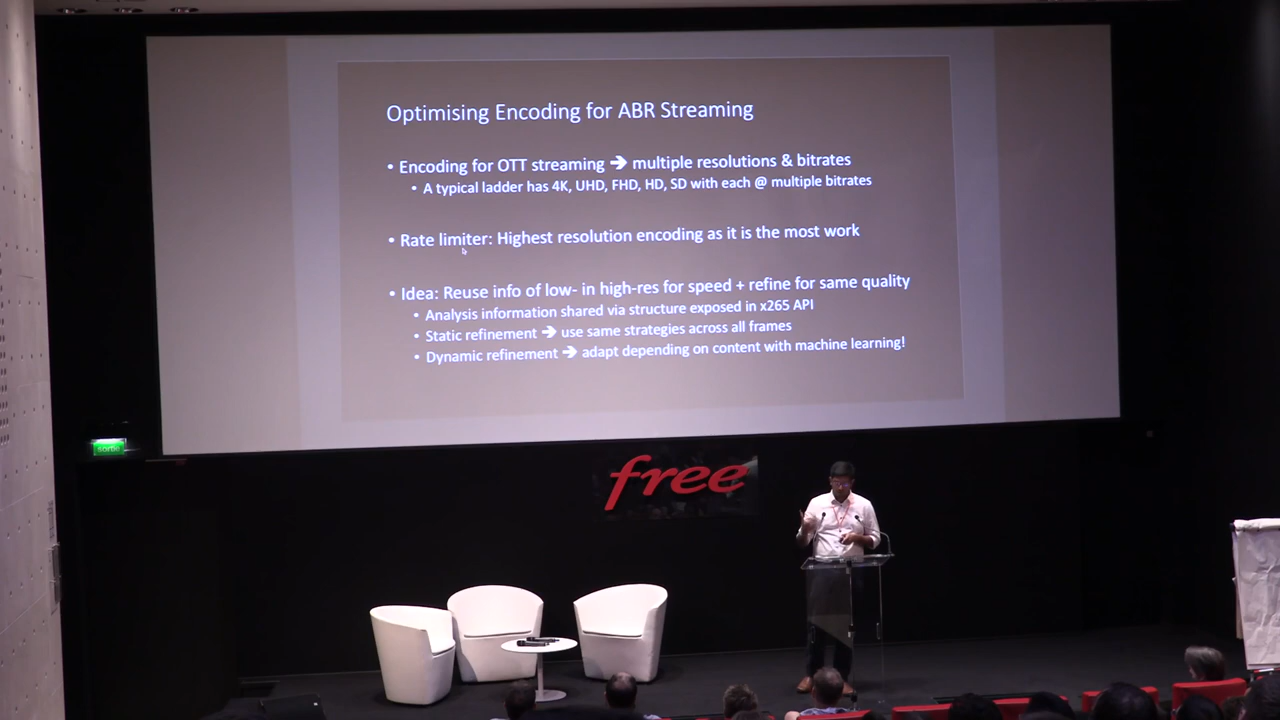 Optimising Encoding for ABR Streaming
• Encoding for OTT streaming ➔ multiple resolutions & bitrates
• A typical ladder has 4K, UHD, FHD, HD, SD with each @ multiple bitrates
• Rate limiter: Highest resolution encoding as it is the most work
• Idea: Reuse info of low- in high-res for speed + refine for same quality
• Analysis information shared via structure exposed in x265 API
• Static refinement ➔ use same strategies across all frames
• Dynamic refinement ➔ adapt depending on content with machine learning!
sortie
free